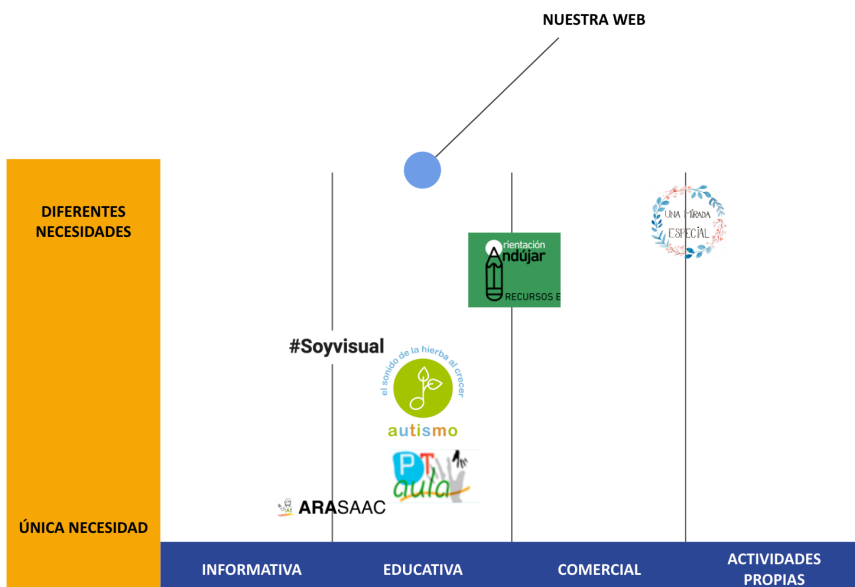 NUESTRA WEB
DIFERENTES
NECESIDADES
UNA MIRADA
ESPECIAL
rientación
Andújar
RECURSOS E
#Soyvisual
el sonido de la hierba al crecer
autismo
PT
aula
ARASAAC
ÚNICA NECESIDAD
INFORMATIVA
EDUCATIVA
COMERCIAL
ACTIVIDADES
PROPIAS